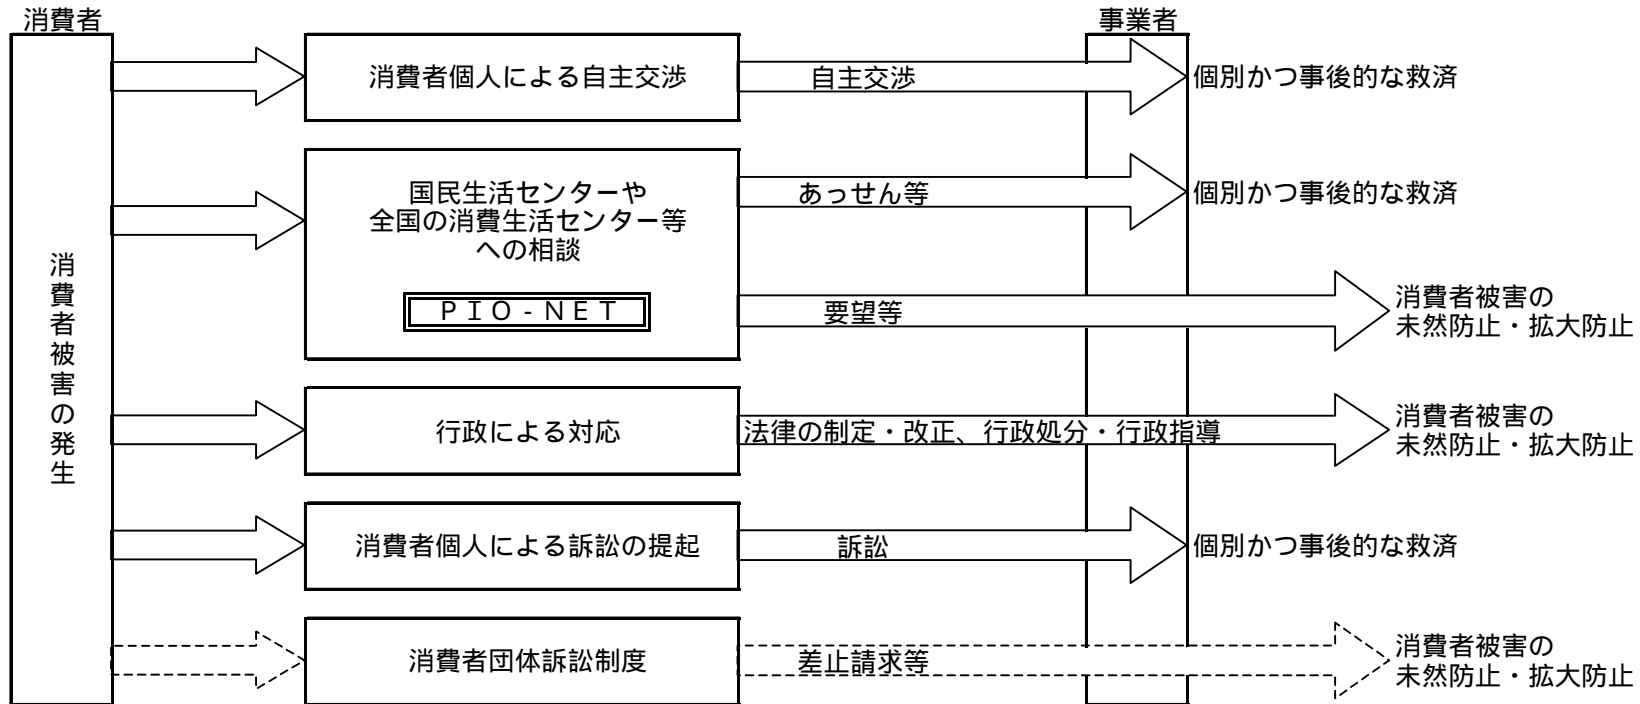 消費者
事業者
消費者被害の発生
消費者個人による自主交渉
自主交渉
個別かつ事後的な救済
国民生活センターや
全国の消費生活センター等
への相談
ＰＩＯ-ＮＥＴ
あっせん等
個別かつ事後的な救済
要望等
消費者被害の
未然防止・拡大防止
行政による対応
法律の制定・改正、行政処分・行政指導
消費者被害の
未然防止・拡大防止
消費者個人による訴訟の提起
訴訟
個別かつ事後的な救済
消費者団体訴訟制度
差止請求等
消費者被害の
未然防止・拡大防止